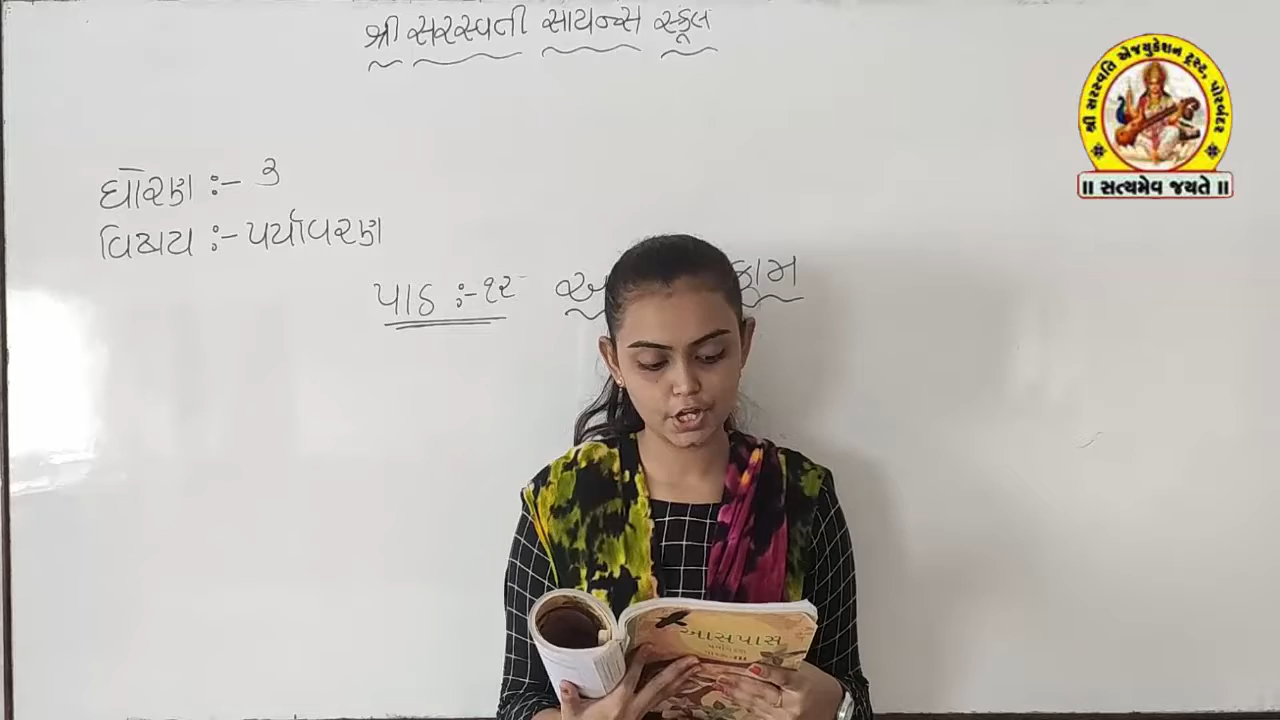 શ્રી સરસ્વતી સાયન્સ સ્કૂલ
શ્રી સરસ્વતિ એજયુકેશન ટ્રસ્ટ, પોરબંદર
॥ સત્યમેવ જયતે ॥
ધોરણ :- ૩
વિષય :- પર્યાવરણ
પાઠ :- ૧૨
આસપાસ